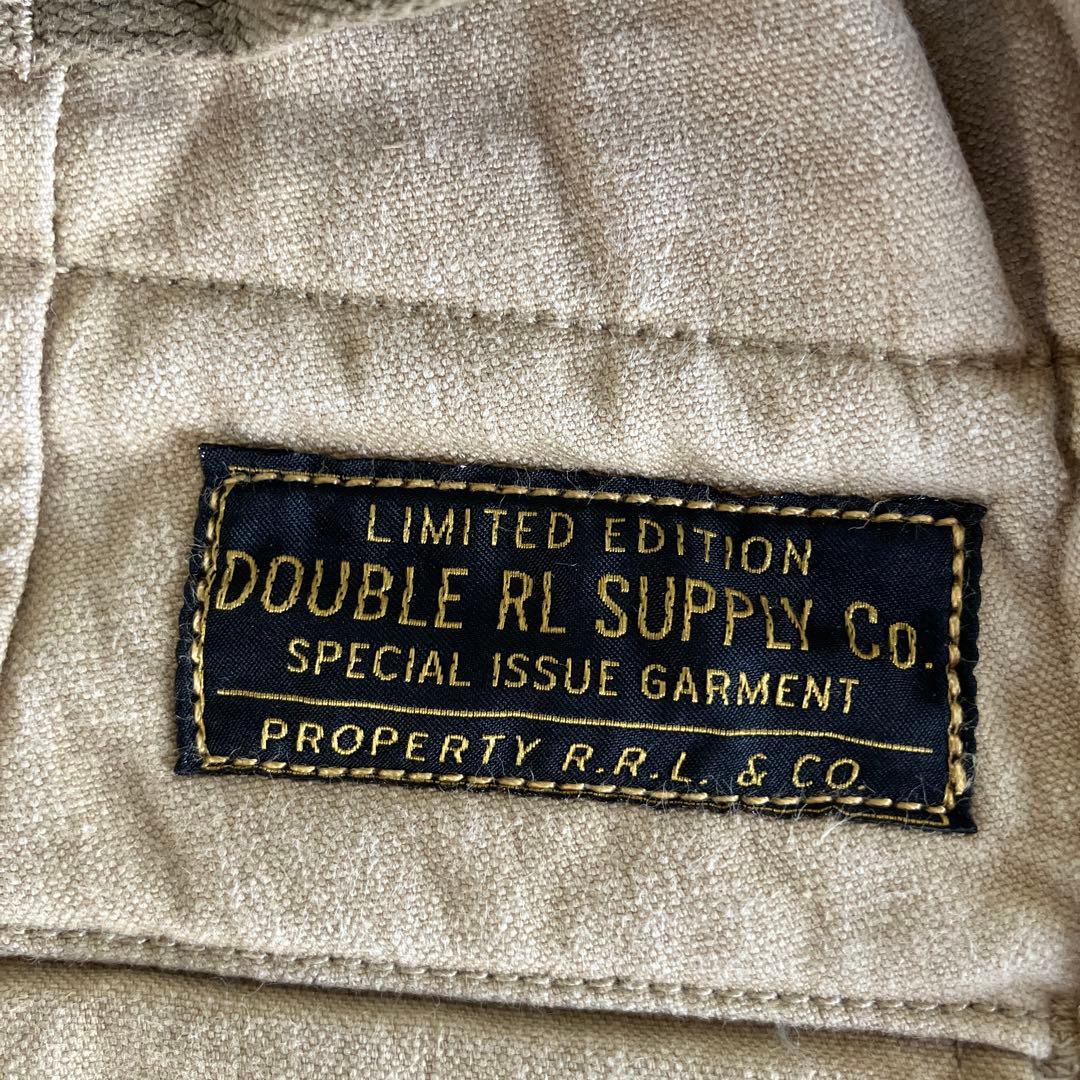 LIMITED EDITION
DOUBLE RL SUPPLY Co.
SPECIAL ISSUE GARMENT
PROPERTY R.R.L. & CO.